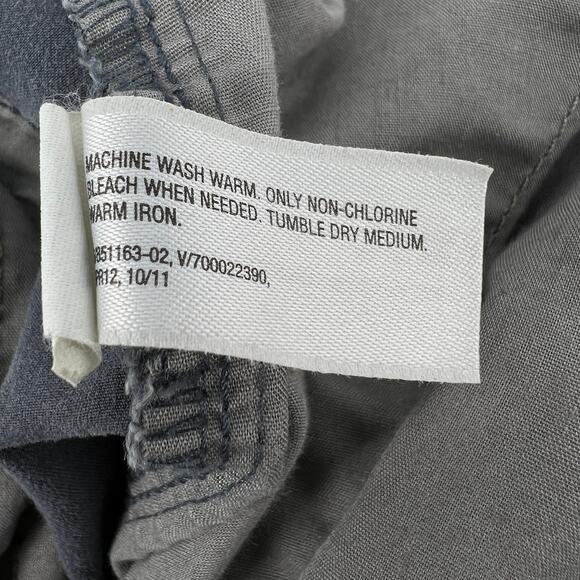 MACHINE WASH WARM. ONLY NON-CHLORINE
BLEACH WHEN NEEDED. TUMBLE DRY MEDIUM.
WARM IRON.
851163-02, V/700022390,
PR12, 10/11